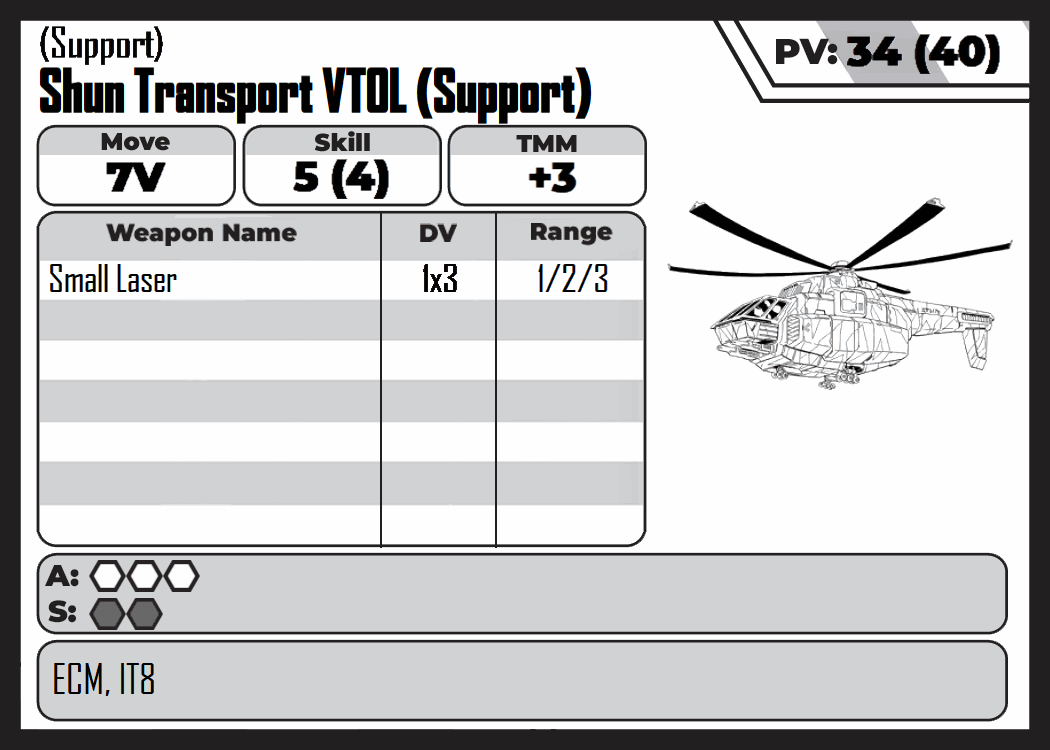 (Support)
Shun Transport VTOL (Support)
PV: 34 (40)
Move Skill TMM
7V 5 (4) +3
Weapon Name DV Range
Small Laser 1x3 1/2/3
A:
S:
ECM, IT8